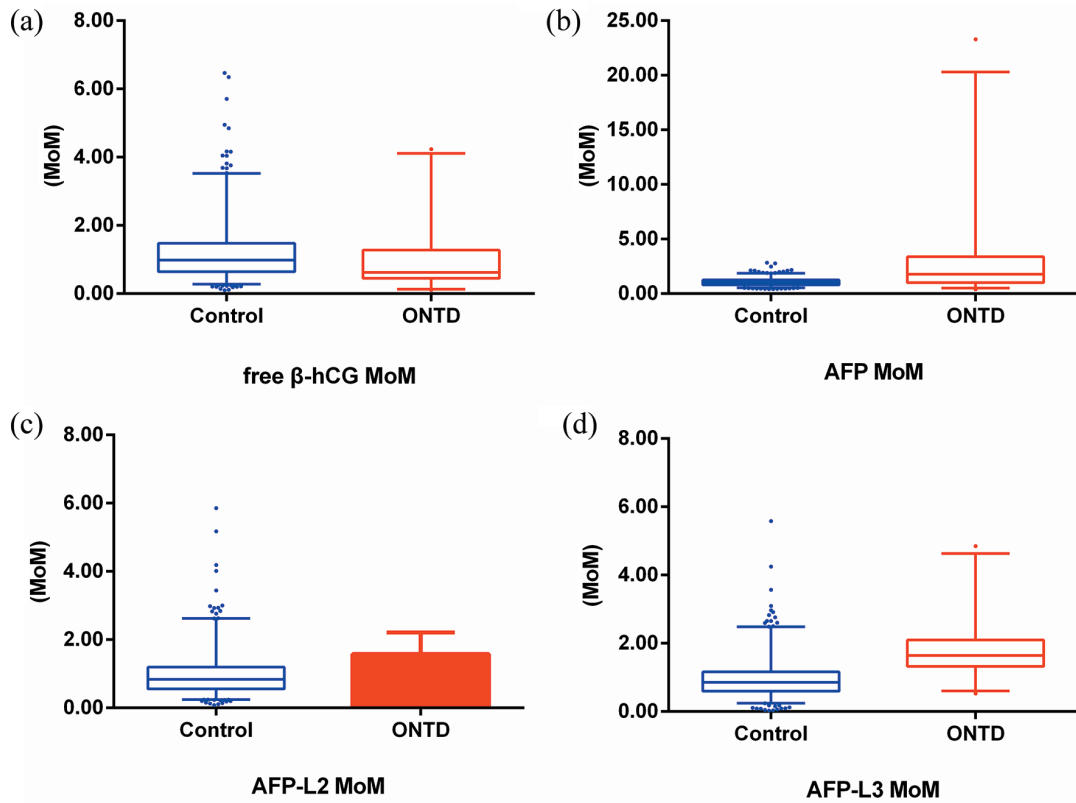 (a)
8.00
6.00
4.00
2.00
0.00
(MoM)
Control ONTD
free β-hCG MoM
(b)
25.00
20.00
15.00
10.00
5.00
0.00
(MoM)
Control ONTD
AFP MoM
(c)
8.00
6.00
4.00
2.00
0.00
(MoM)
Control ONTD
AFP-L2 MoM
(d)
8.00
6.00
4.00
2.00
0.00
(MoM)
Control ONTD
AFP-L3 MoM